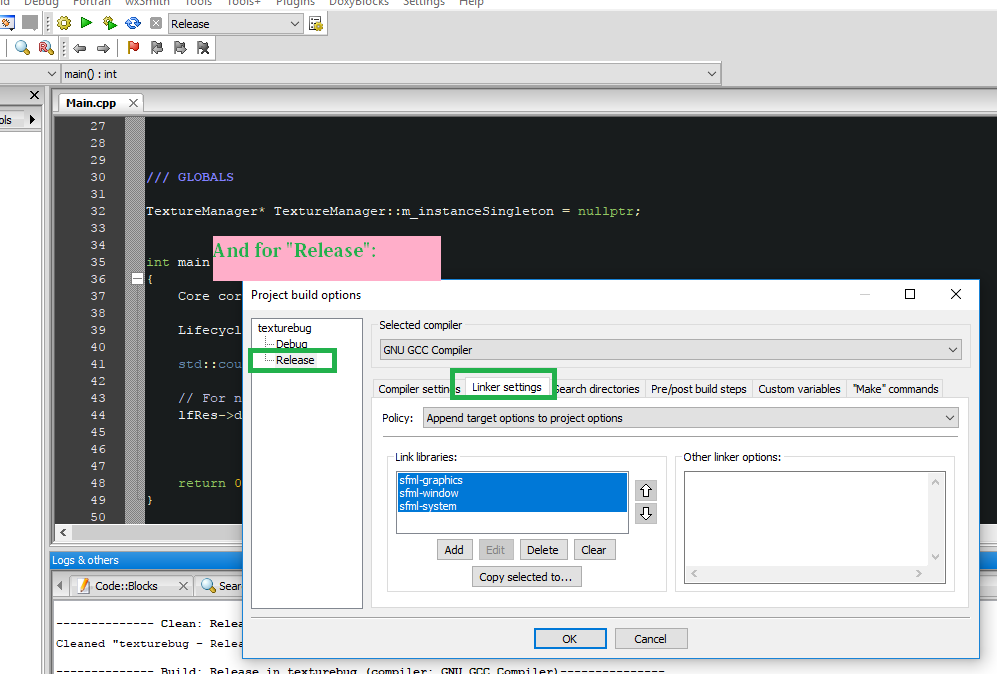 Debug Fortran wxSmith Tools Tools+ Plugins DoxyBlocks Settings Help
Release
main() : int
ols
Main.cpp
27
28
29
30 /// GLOBALS
31
32 TextureManager* TextureManager::m_instanceSingleton = nullptr;
33
34
And for "Release":
35 int main
36 {
37 Core cor
38
39 Lifecycl
40
41 std::cou
42
43 // For n
44 lfRes->d
45
46
47
48 return 0
49 }
50
Project build options
texturebug
Debug
Release
Selected compiler
GNU GCC Compiler
Compiler settings
Linker settings
Search directories
Pre/post build steps
Custom variables
"Make" commands
Policy:
Append target options to project options
Link libraries:
sfml-graphics
sfml-window
sfml-system
Add
Edit
Delete
Clear
Copy selected to...
Other linker options:
OK
Cancel
Logs & others
Code::Blocks
Sear
-------------- Clean: Relea
Cleaned "texturebug - Relea
-------------- Build: Release in texturebug (compiler: GNU GCC Compiler)---------------